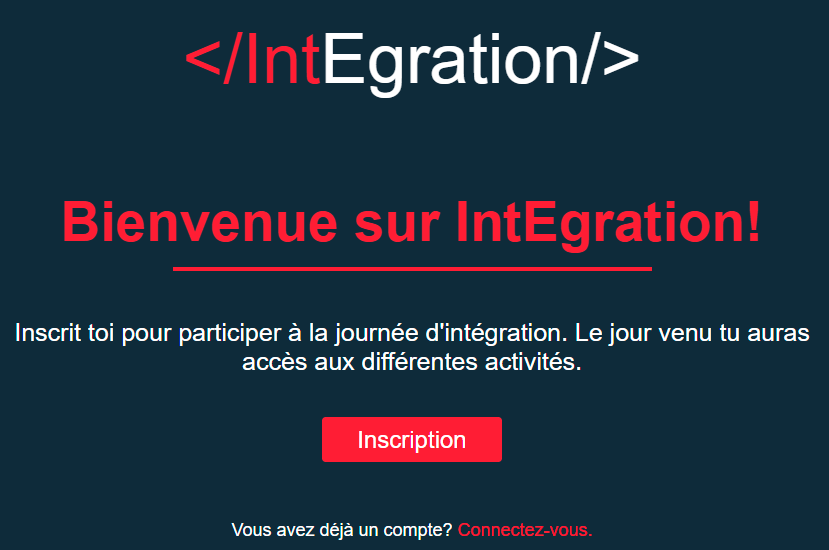 </IntEgration/>
Bienvenue sur IntEgration!
Inscrit toi pour participer à la journée d'intégration. Le jour venu tu auras
accès aux différentes activités.
Inscription
Vous avez déjà un compte? Connectez-vous.